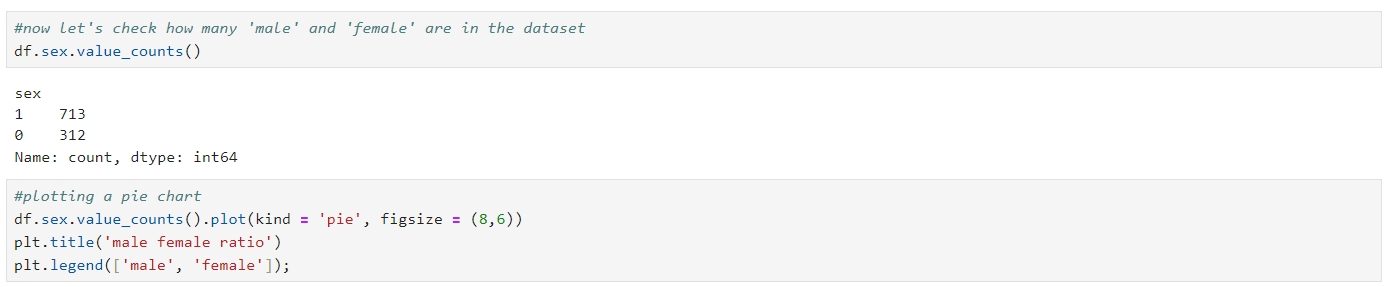 #now let's check how many 'male' and 'female' are in the dataset
df.sex.value_counts()
sex
1    713
0    312
Name: count, dtype: int64
#plotting a pie chart
df.sex.value_counts().plot(kind = 'pie', figsize = (8,6))
plt.title('male female ratio')
plt.legend(['male', 'female']);